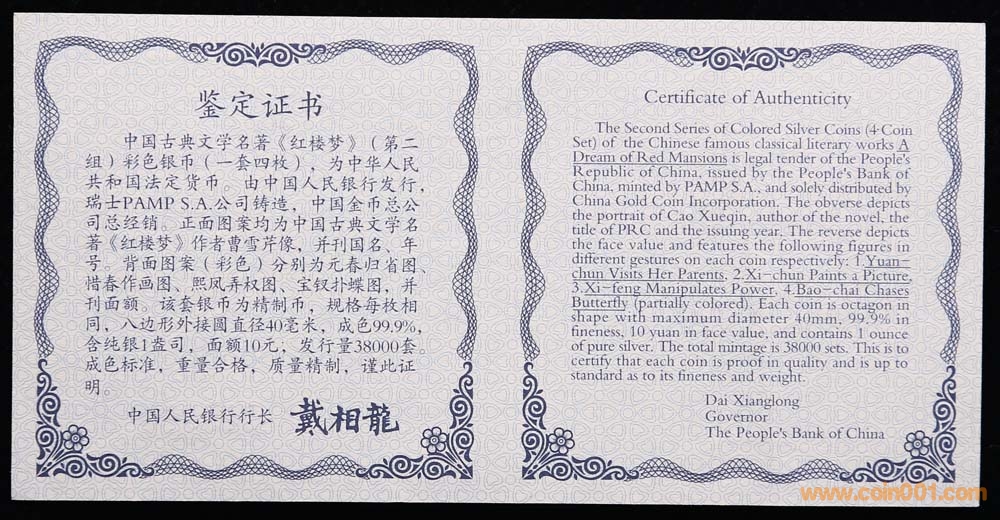 鉴定证书
中国古典文学名著《红楼梦》（第二
组）彩色银币（一套四枚），为中华人民
共和国法定货币。由中国人民银行发行，
瑞士PAMP S.A.公司铸造，中国金币总公
司总经销。正面图案均为中国古典文学名
著《红楼梦》作者曹雪芹像，并刊国名、年
号。背面图案（彩色）分别为元春归省图、
惜春作画图、熙凤弄权图、宝钗扑蝶图，并
刊面额。该套银币为精制币，规格每枚相
同，八边形外接圆直径40毫米，成色99.9%，
含纯银1盎司，面额10元；发行量38000套。
成色标准，重量合格，质量精制，谨此证
明。
中国人民银行行长 戴相龍
Certificate of Authenticity
The Second Series of Colored Silver Coins (4-Coin
Set) of the Chinese famous classical literary works A
Dream of Red Mansions is legal tender of the People's
Republic of China, issued by the People's Bank of
China, minted by PAMP S.A., and solely distributed by
China Gold Coin Incorporation. The obverse depicts
the portrait of Cao Xueqin, author of the novel, the
title of PRC and the issuing year. The reverse depicts
the face value and features the following figures in
different gestures on each coin respectively: 1.Yuan-
chun Visits Her Parents, 2.Xi-chun Paints a Picture,
3.Xi-feng Manipulates Power, 4.Bao-chai Chases
Butterfly (partially colored). Each coin is octagon in
shape with maximum diameter 40mm, 99.9% in
fineness, 10 yuan in face value, and contains 1 ounce
of pure silver. The total mintage is 38000 sets. This is to
certify that each coin is proof in quality and is up to
standard as to its fineness and weight.
Dai Xianglong
Governor
The People's Bank of China
www.coin001.com